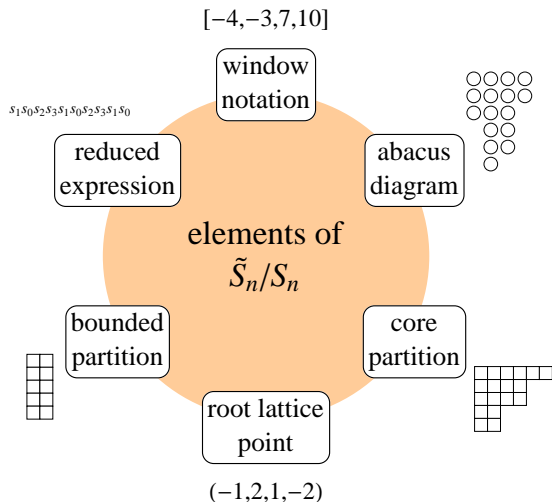 [−4,−3,7,10]
window
notation
s₁s₀s₂s₃s₁s₀s₂s₃s₁s₀
reduced
expression
abacus
diagram
elements of
S̃ₙ/Sₙ
bounded
partition
core
partition
root lattice
point
(−1,2,1,−2)